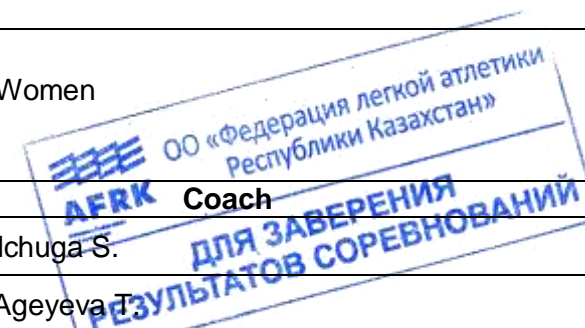 Women
ОО «Федерация легкой атлетики
Республики Казахстан»
AFRK
Coach
ДЛЯ ЗАВЕРЕНИЯ
РЕЗУЛЬТАТОВ СОРЕВНОВАНИЙ
lchuga S.
Ageyeva T.